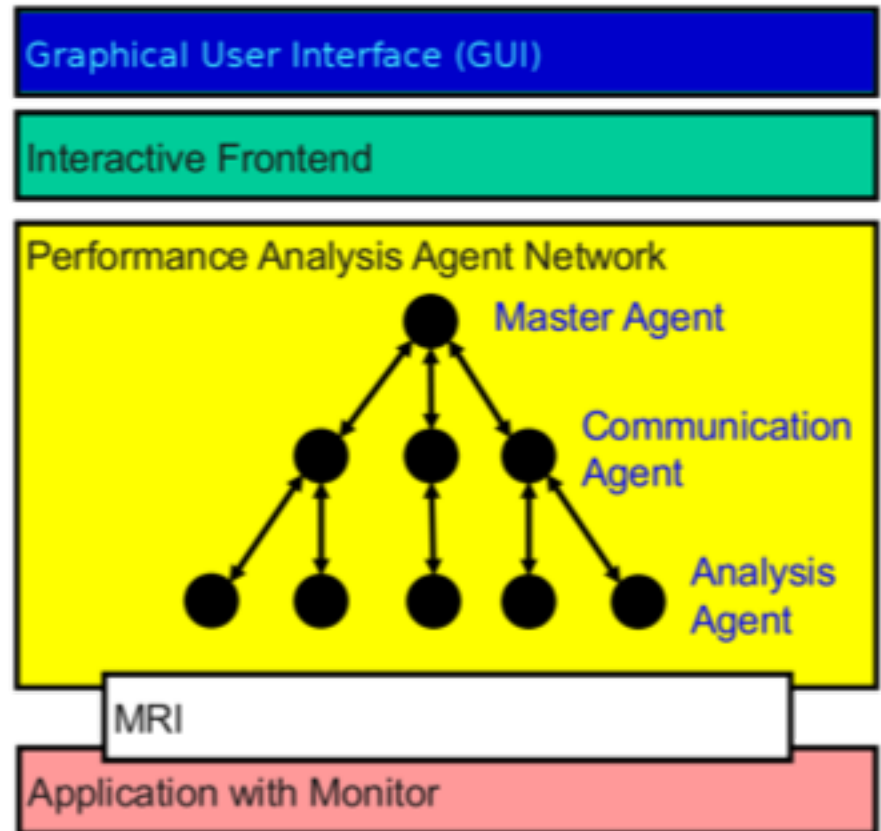 Graphical User Interface (GUI)
Interactive Frontend
Performance Analysis Agent Network
Master Agent
Communication
Agent
Analysis
Agent
MRI
Application with Monitor